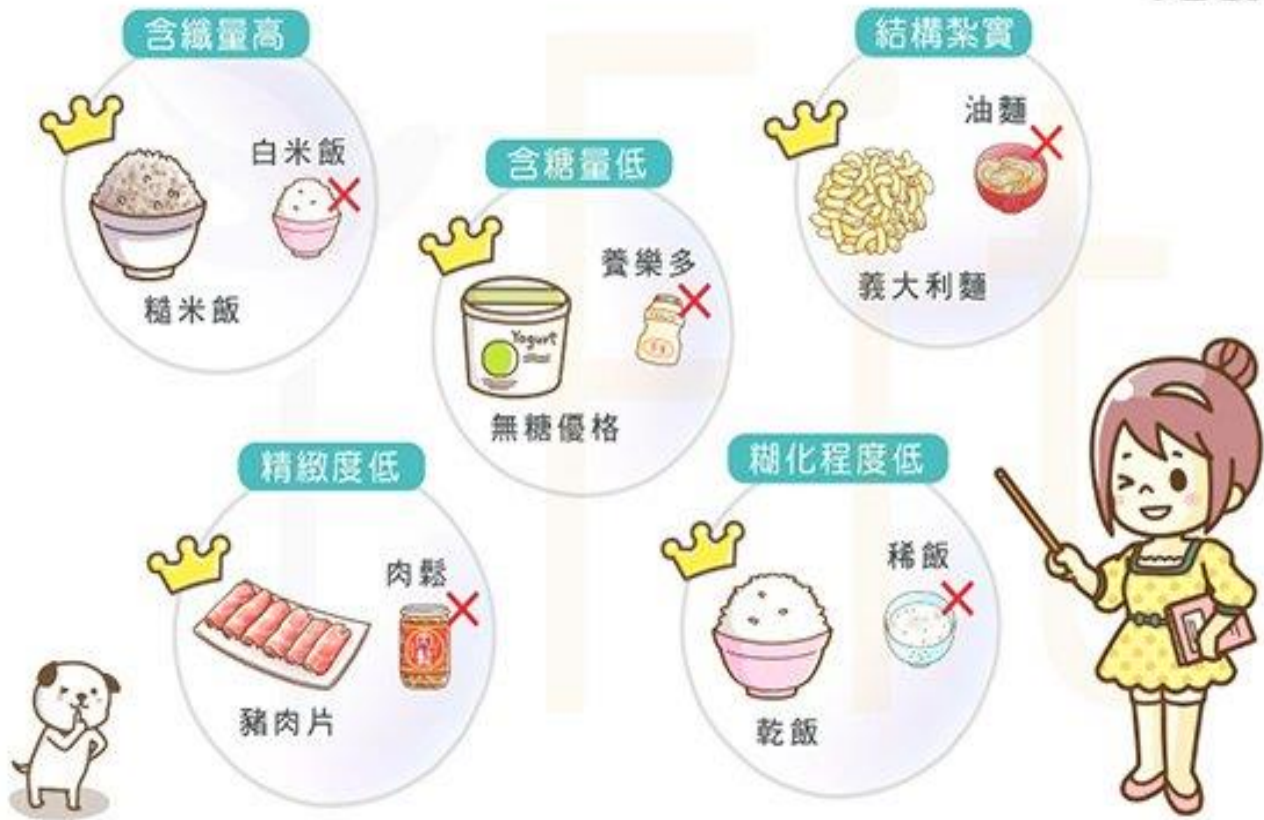 含纖量高
白米飯
糙米飯
含糖量低
養樂多
Yogurt
無糖優格
結構紮實
油麵
義大利麵
精緻度低
肉鬆
豬肉片
糊化程度低
稀飯
乾飯